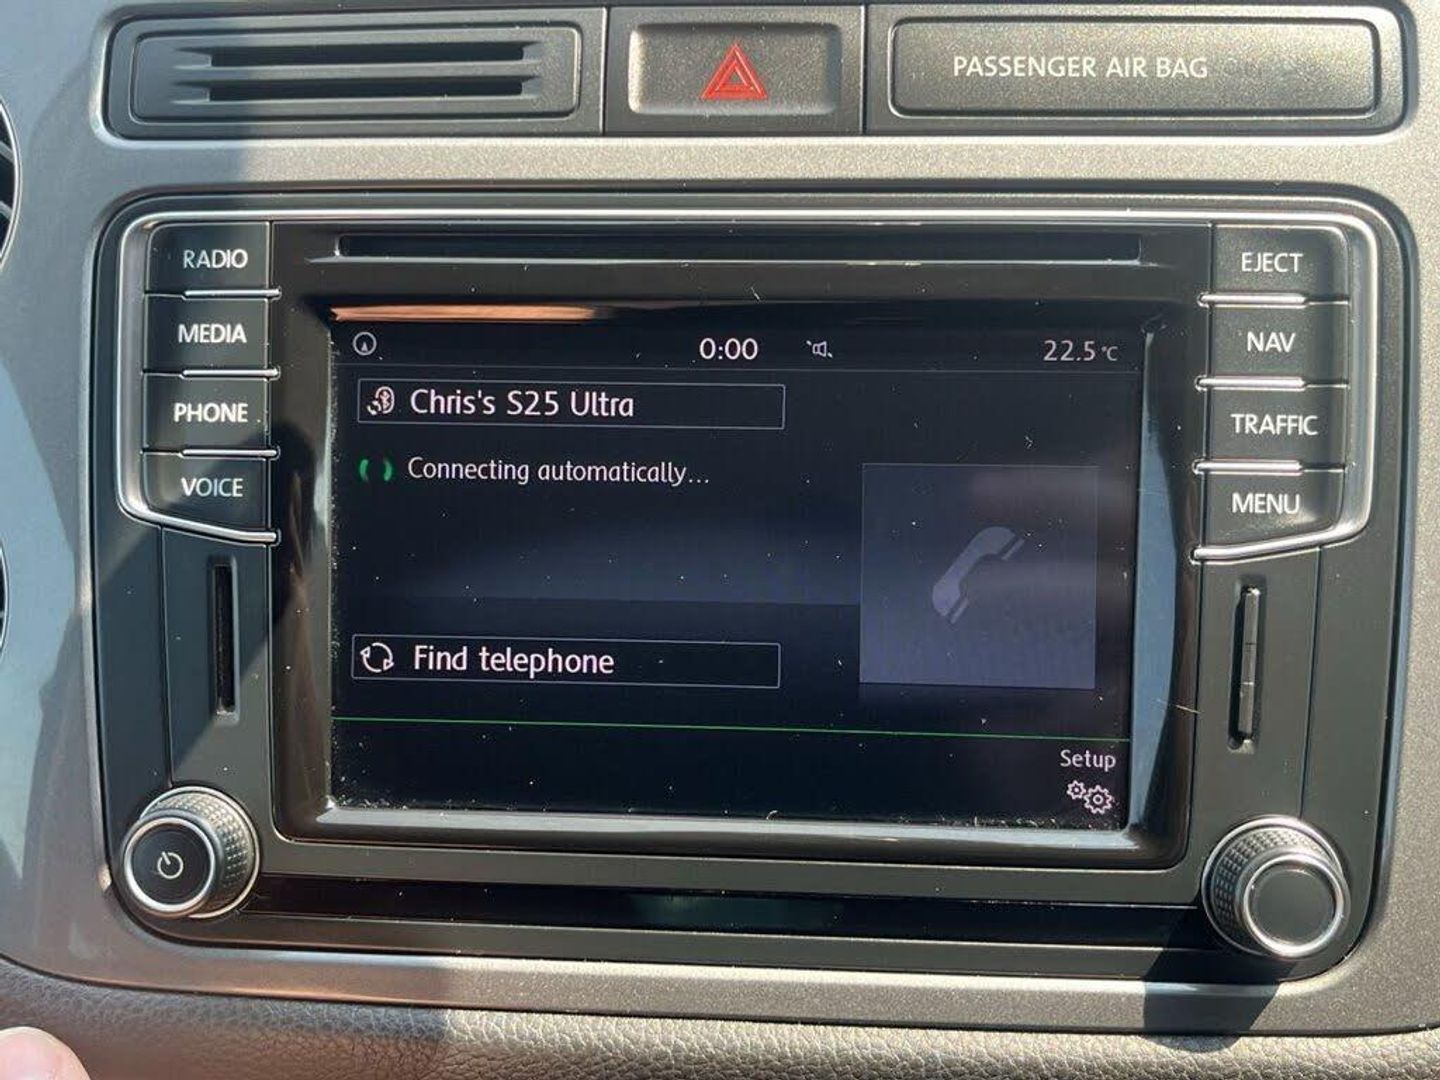 PASSENGER AIR BAG
RADIO
EJECT
MEDIA
NAV
PHONE
TRAFFIC
VOICE
MENU
0:00
22.5°C
Chris's S25 Ultra
Connecting automatically...
Find telephone
Setup